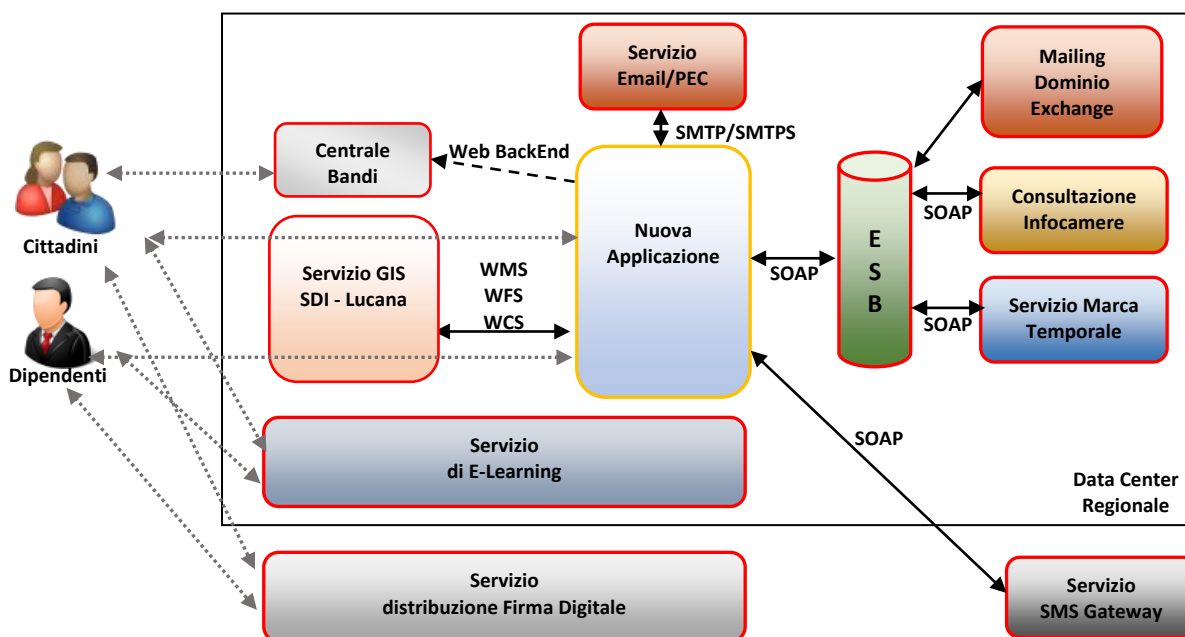 Servizio
Email/PEC
Mailing
Dominio
Exchange
SMTP/SMTPS
Centrale
Bandi
Web BackEnd
Cittadini
Servizio GIS
SDI - Lucana
WMS
WFS
WCS
Nuova
Applicazione
SOAP
E
S
B
SOAP
Consultazione
Infocamere
SOAP
Servizio Marca
Temporale
Dipendenti
Servizio
di E-Learning
SOAP
Data Center
Regionale
Servizio
distribuzione Firma Digitale
Servizio
SMS Gateway